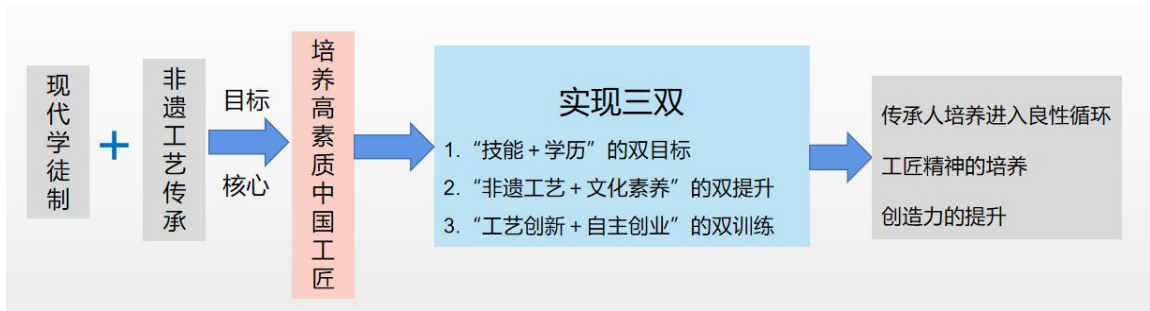 现代学徒制
+
非遗工艺传承
目标
核心
培养高素质中国工匠
实现三双
1. “技能+学历”的双目标
2. “非遗工艺+文化素养”的双提升
3. “工艺创新+自主创业”的双训练
传承人培养进入良性循环
工匠精神的培养
创造力的提升